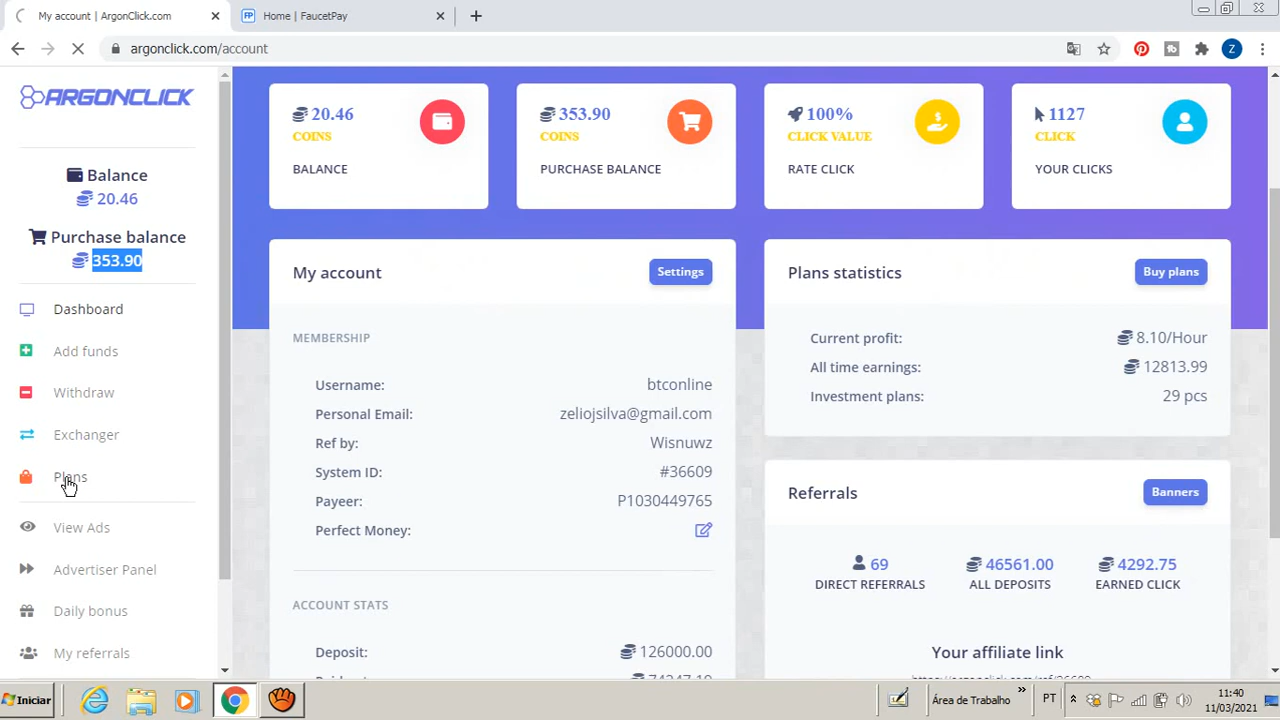 My account | ArgonClick.com
Home | FaucetPay
argonclick.com/account
Z
ARGONCLICK
Balance
20.46
Purchase balance
353.90
Dashboard
Add funds
Withdraw
Exchanger
Plans
View Ads
Advertiser Panel
Daily bonus
My referrals
20.46
COINS
BALANCE
353.90
COINS
PURCHASE BALANCE
100%
CLICK VALUE
RATE CLICK
1127
CLICK
YOUR CLICKS
My account
Settings
MEMBERSHIP
Username: btconline
Personal Email: zeliojsilva@gmail.com
Ref by: Wisnuwz
System ID: #36609
Payeer: P1030449765
Perfect Money:
ACCOUNT STATS
Deposit: 126000.00
Plans statistics
Buy plans
Current profit: 8.10/Hour
All time earnings: 12813.99
Investment plans: 29 pcs
Referrals
Banners
69
DIRECT REFERRALS
46561.00
ALL DEPOSITS
4292.75
EARNED CLICK
Your affiliate link
Iniciar
Área de Trabalho
PT
11:40
11/03/2021